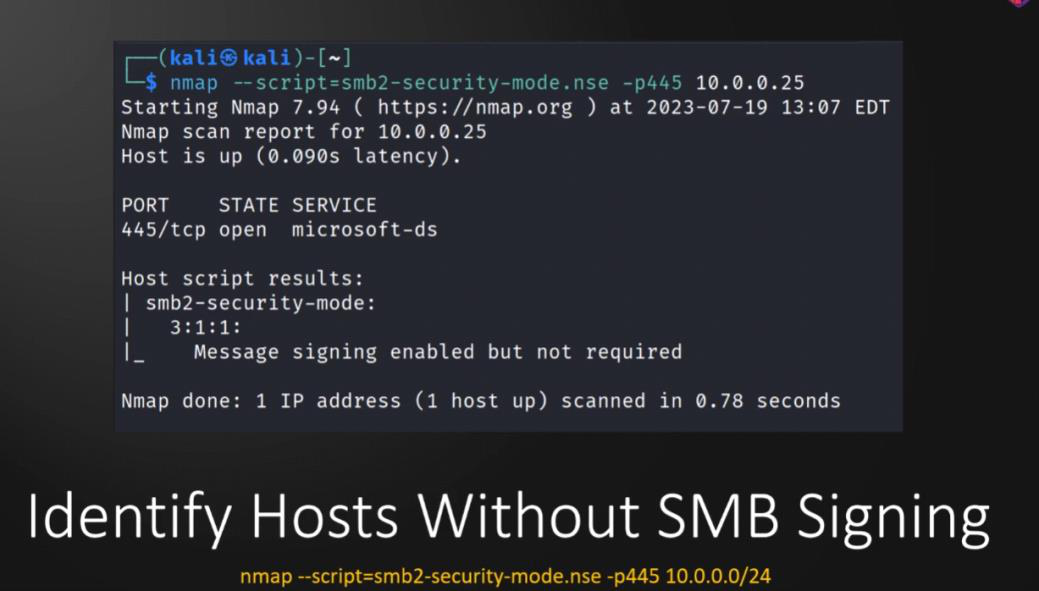 ┌──(kali㉿kali)-[~]
└─$ nmap --script=smb2-security-mode.nse -p445 10.0.0.25
Starting Nmap 7.94 ( https://nmap.org ) at 2023-07-19 13:07 EDT
Nmap scan report for 10.0.0.25
Host is up (0.090s latency).
PORT    STATE SERVICE
445/tcp open  microsoft-ds
Host script results:
| smb2-security-mode:
|   3:1:1:
|_    Message signing enabled but not required
Nmap done: 1 IP address (1 host up) scanned in 0.78 seconds
Identify Hosts Without SMB Signing
nmap --script=smb2-security-mode.nse -p445 10.0.0.0/24